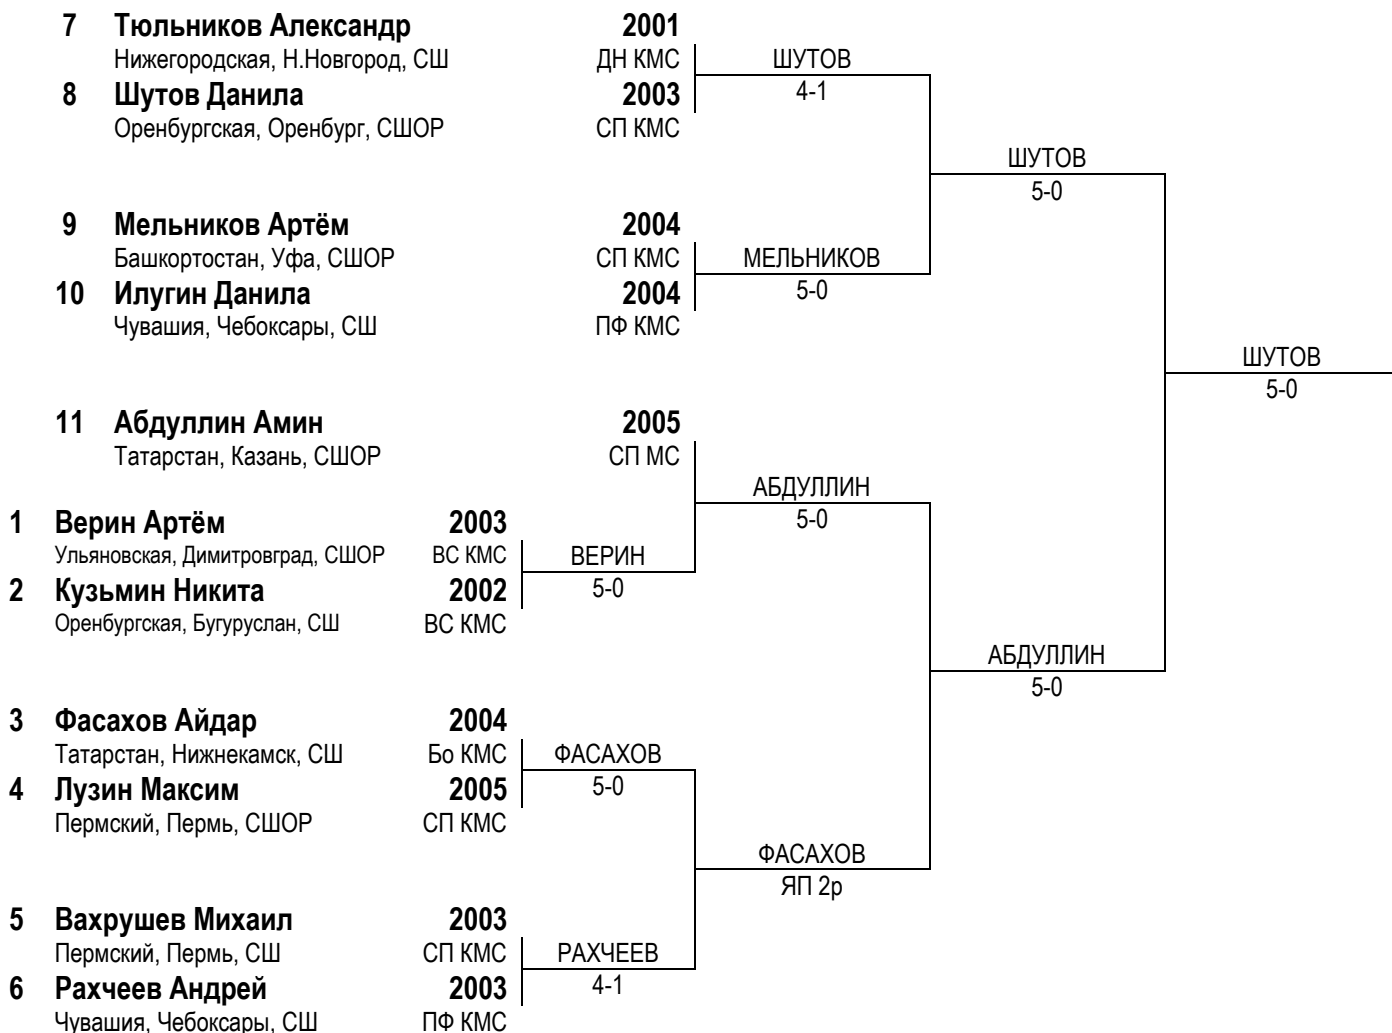 7 Тюльников Александр 2001
Нижегородская, Н.Новгород, СШ ДН КМС ШУТОВ
8 Шутов Данила 2003 4-1
Оренбургская, Оренбург, СШОР СП КМС
ШУТОВ
5-0
9 Мельников Артём 2004
Башкортостан, Уфа, СШОР СП КМС МЕЛЬНИКОВ
10 Илугин Данила 2004 5-0
Чувашия, Чебоксары, СШ ПФ КМС
ШУТОВ
5-0
11 Абдуллин Амин 2005
Татарстан, Казань, СШОР СП МС
АБДУЛЛИН
1 Верин Артём 2003 5-0
Ульяновская, Димитровград, СШОР ВС КМС ВЕРИН
2 Кузьмин Никита 2002 5-0
Оренбургская, Бугуруслан, СШ ВС КМС
АБДУЛЛИН
5-0
3 Фасахов Айдар 2004
Татарстан, Нижнекамск, СШ Бо КМС ФАСАХОВ
4 Лузин Максим 2005 5-0
Пермский, Пермь, СШОР СП КМС
ФАСАХОВ
ЯП 2р
5 Вахрушев Михаил 2003
Пермский, Пермь, СШ СП КМС РАХЧЕЕВ
6 Рахчеев Андрей 2003 4-1
Чувашия, Чебоксары, СШ ПФ КМС